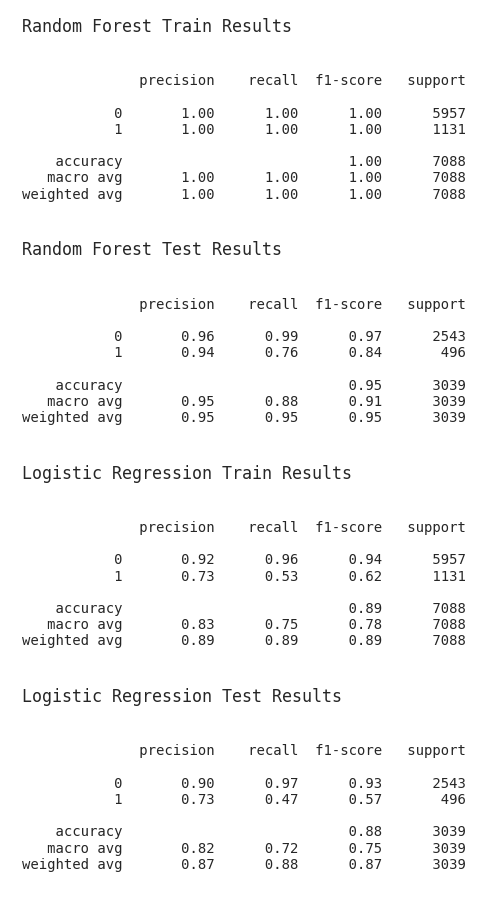 Random Forest Train Results
precision    recall  f1-score   support
0       1.00      1.00      1.00      5957
1       1.00      1.00      1.00      1131
accuracy                           1.00      7088
macro avg       1.00      1.00      1.00      7088
weighted avg       1.00      1.00      1.00      7088
Random Forest Test Results
precision    recall  f1-score   support
0       0.96      0.99      0.97      2543
1       0.94      0.76      0.84       496
accuracy                           0.95      3039
macro avg       0.95      0.88      0.91      3039
weighted avg       0.95      0.95      0.95      3039
Logistic Regression Train Results
precision    recall  f1-score   support
0       0.92      0.96      0.94      5957
1       0.73      0.53      0.62      1131
accuracy                           0.89      7088
macro avg       0.83      0.75      0.78      7088
weighted avg       0.89      0.89      0.89      7088
Logistic Regression Test Results
precision    recall  f1-score   support
0       0.90      0.97      0.93      2543
1       0.73      0.47      0.57       496
accuracy                           0.88      3039
macro avg       0.82      0.72      0.75      3039
weighted avg       0.87      0.88      0.87      3039